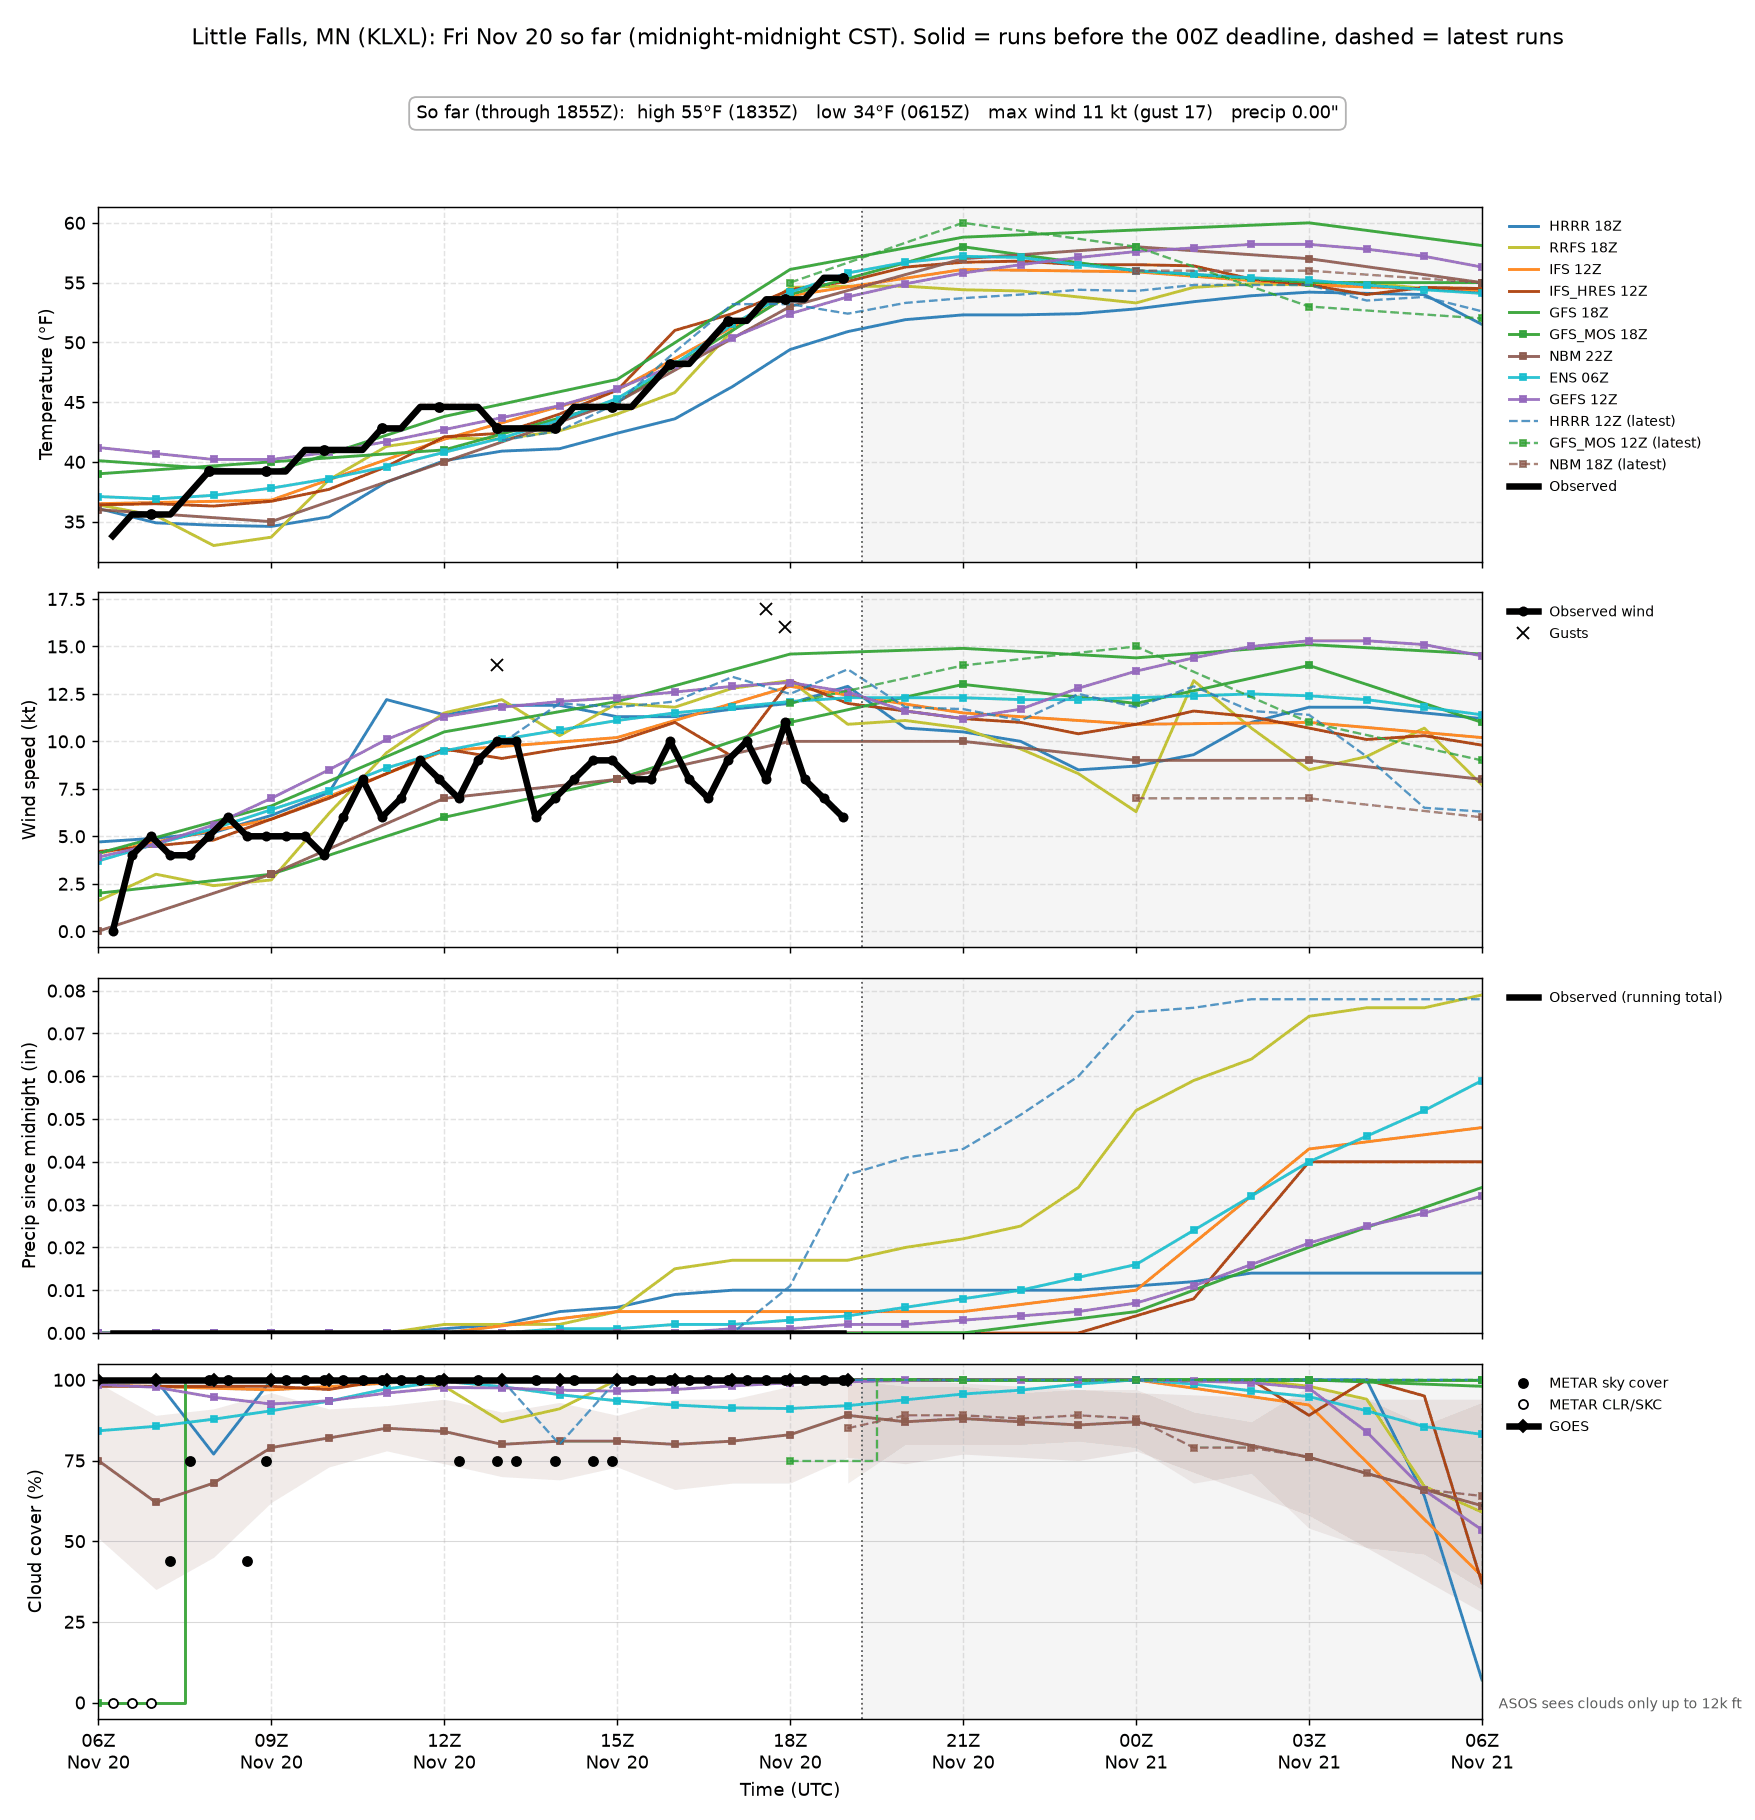 Little Falls, MN (KLXL): Fri Nov 20 so far (midnight-midnight CST). Solid = runs before the 00Z deadline, dashed = latest runs
So far (through 1855Z):  high 55°F (1835Z)   low 34°F (0615Z)   max wind 11 kt (gust 17)   precip 0.00"
Temperature (°F)
60
55
50
45
40
35
HRRR 18Z
RRFS 18Z
IFS 12Z
IFS_HRES 12Z
GFS 18Z
GFS_MOS 18Z
NBM 22Z
ENS 06Z
GEFS 12Z
HRRR 12Z (latest)
GFS_MOS 12Z (latest)
NBM 18Z (latest)
Observed
Wind speed (kt)
17.5
15.0
12.5
10.0
7.5
5.0
2.5
0.0
Observed wind
Gusts
Precip since midnight (in)
0.08
0.07
0.06
0.05
0.04
0.03
0.02
0.01
0.00
Observed (running total)
Cloud cover (%)
100
75
50
25
0
METAR sky cover
METAR CLR/SKC
GOES
ASOS sees clouds only up to 12k ft
06Z 09Z 12Z 15Z 18Z 21Z 00Z 03Z 06Z
Nov 20 Nov 20 Nov 20 Nov 20 Nov 20 Nov 20 Nov 21 Nov 21 Nov 21
Time (UTC)